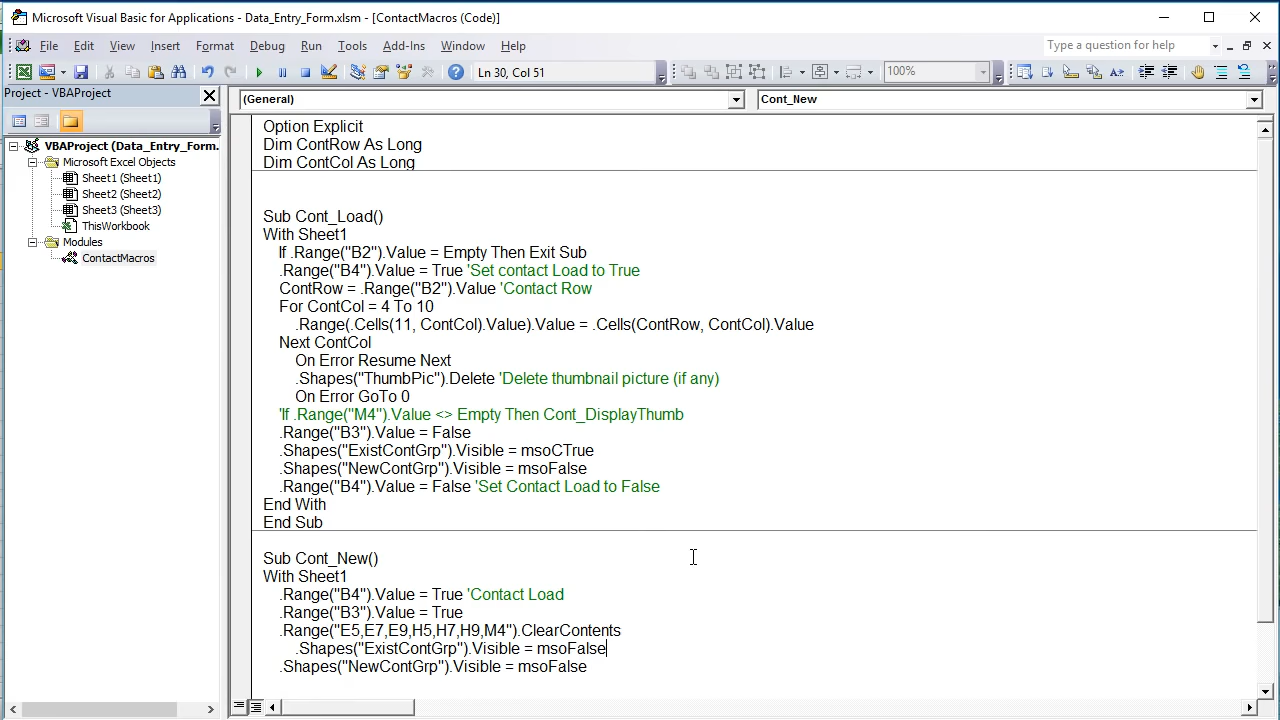 Microsoft Visual Basic for Applications - Data_Entry_Form.xlsm - [ContactMacros (Code)]
File Edit View Insert Format Debug Run Tools Add-Ins Window Help
Type a question for help
Ln 30, Col 51
100%
Project - VBAProject
(General)
Cont_New
VBAProject (Data_Entry_Form.
Microsoft Excel Objects
Sheet1 (Sheet1)
Sheet2 (Sheet2)
Sheet3 (Sheet3)
ThisWorkbook
Modules
ContactMacros
Option Explicit
Dim ContRow As Long
Dim ContCol As Long
Sub Cont_Load()
With Sheet1
If .Range("B2").Value = Empty Then Exit Sub
.Range("B4").Value = True 'Set contact Load to True
ContRow = .Range("B2").Value 'Contact Row
For ContCol = 4 To 10
.Range(.Cells(11, ContCol).Value).Value = .Cells(ContRow, ContCol).Value
Next ContCol
On Error Resume Next
.Shapes("ThumbPic").Delete 'Delete thumbnail picture (if any)
On Error GoTo 0
'If .Range("M4").Value <> Empty Then Cont_DisplayThumb
.Range("B3").Value = False
.Shapes("ExistContGrp").Visible = msoCTrue
.Shapes("NewContGrp").Visible = msoFalse
.Range("B4").Value = False 'Set Contact Load to False
End With
End Sub
Sub Cont_New()
With Sheet1
.Range("B4").Value = True 'Contact Load
.Range("B3").Value = True
.Range("E5,E7,E9,H5,H7,H9,M4").ClearContents
.Shapes("ExistContGrp").Visible = msoFalse
.Shapes("NewContGrp").Visible = msoFalse